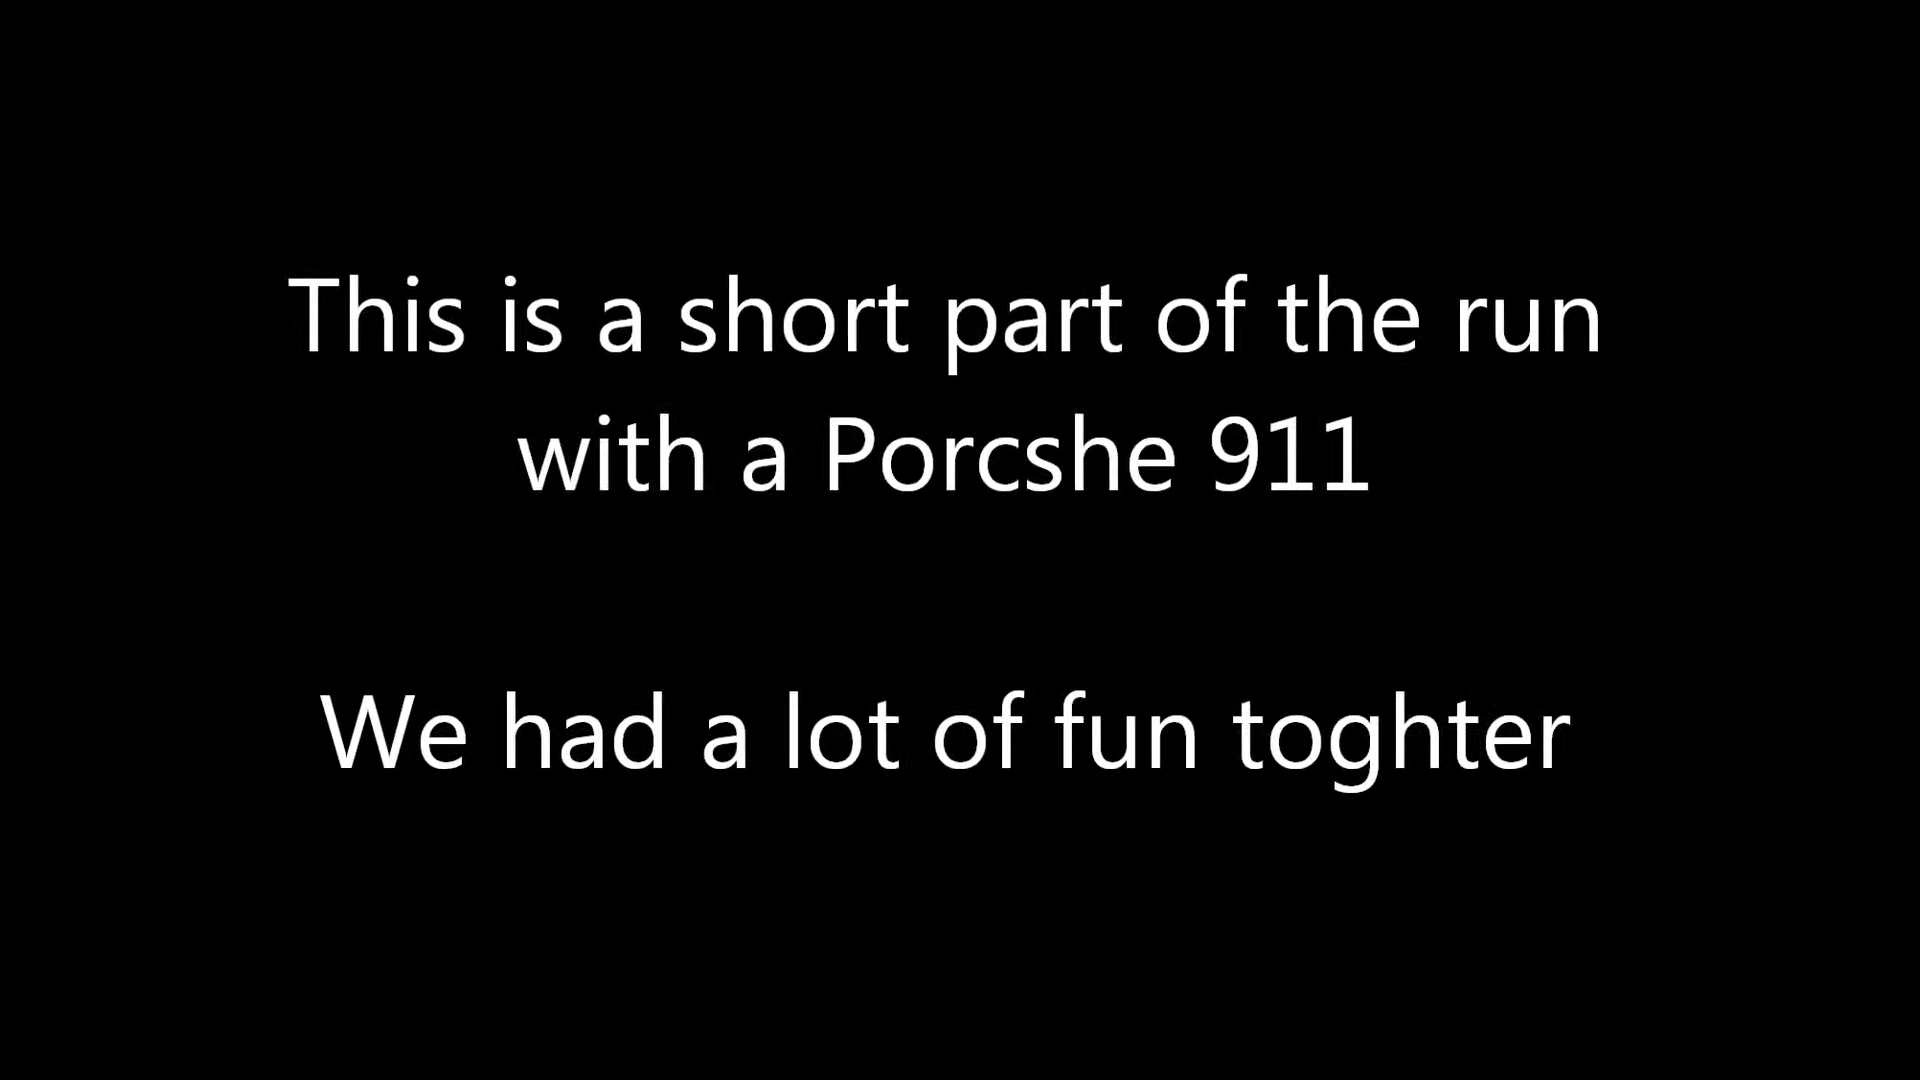 This is a short part of the run
with a Porcshe 911
We had a lot of fun toghter